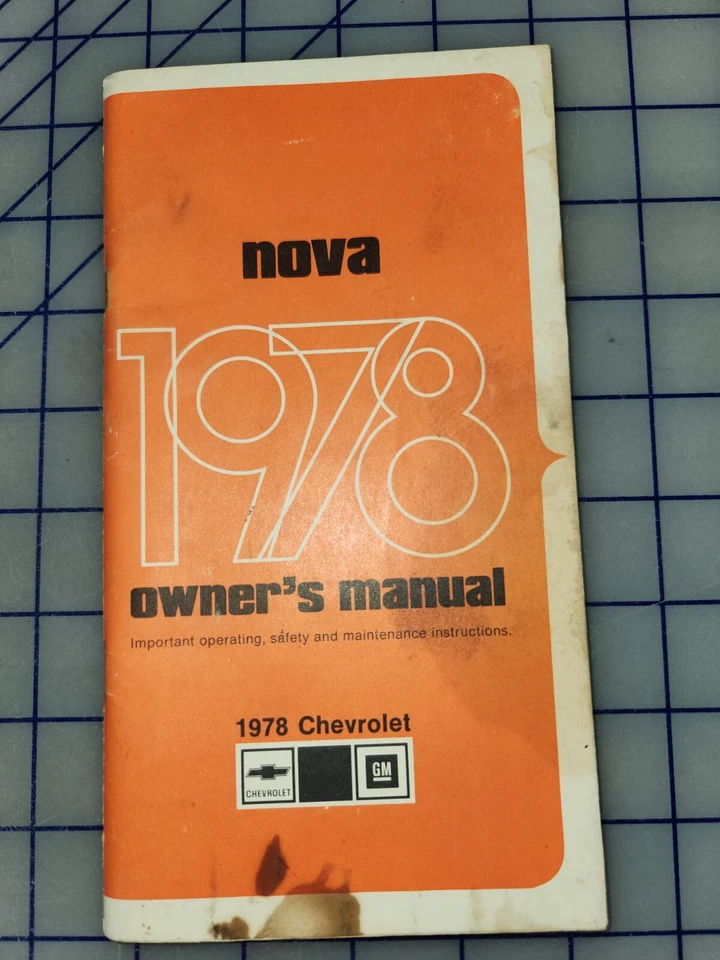 nova
1978
owner's manual
Important operating, safety and maintenance instructions.
1978 Chevrolet
CHEVROLET
GM